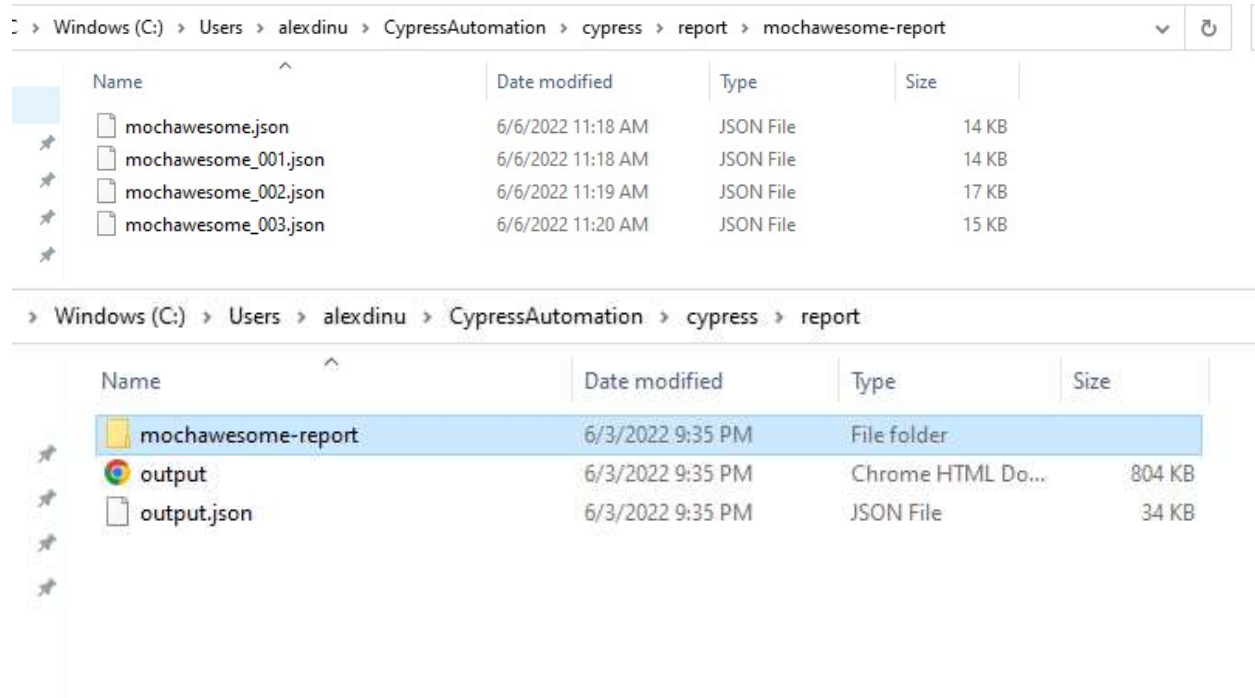 > Windows (C:) > Users > alexdinu > CypressAutomation > cypress > report > mochawesome-report
Name Date modified Type Size
mochawesome.json 6/6/2022 11:18 AM JSON File 14 KB
mochawesome_001.json 6/6/2022 11:18 AM JSON File 14 KB
mochawesome_002.json 6/6/2022 11:19 AM JSON File 17 KB
mochawesome_003.json 6/6/2022 11:20 AM JSON File 15 KB
> Windows (C:) > Users > alexdinu > CypressAutomation > cypress > report
Name Date modified Type Size
mochawesome-report 6/3/2022 9:35 PM File folder
output 6/3/2022 9:35 PM Chrome HTML Do... 804 KB
output.json 6/3/2022 9:35 PM JSON File 34 KB